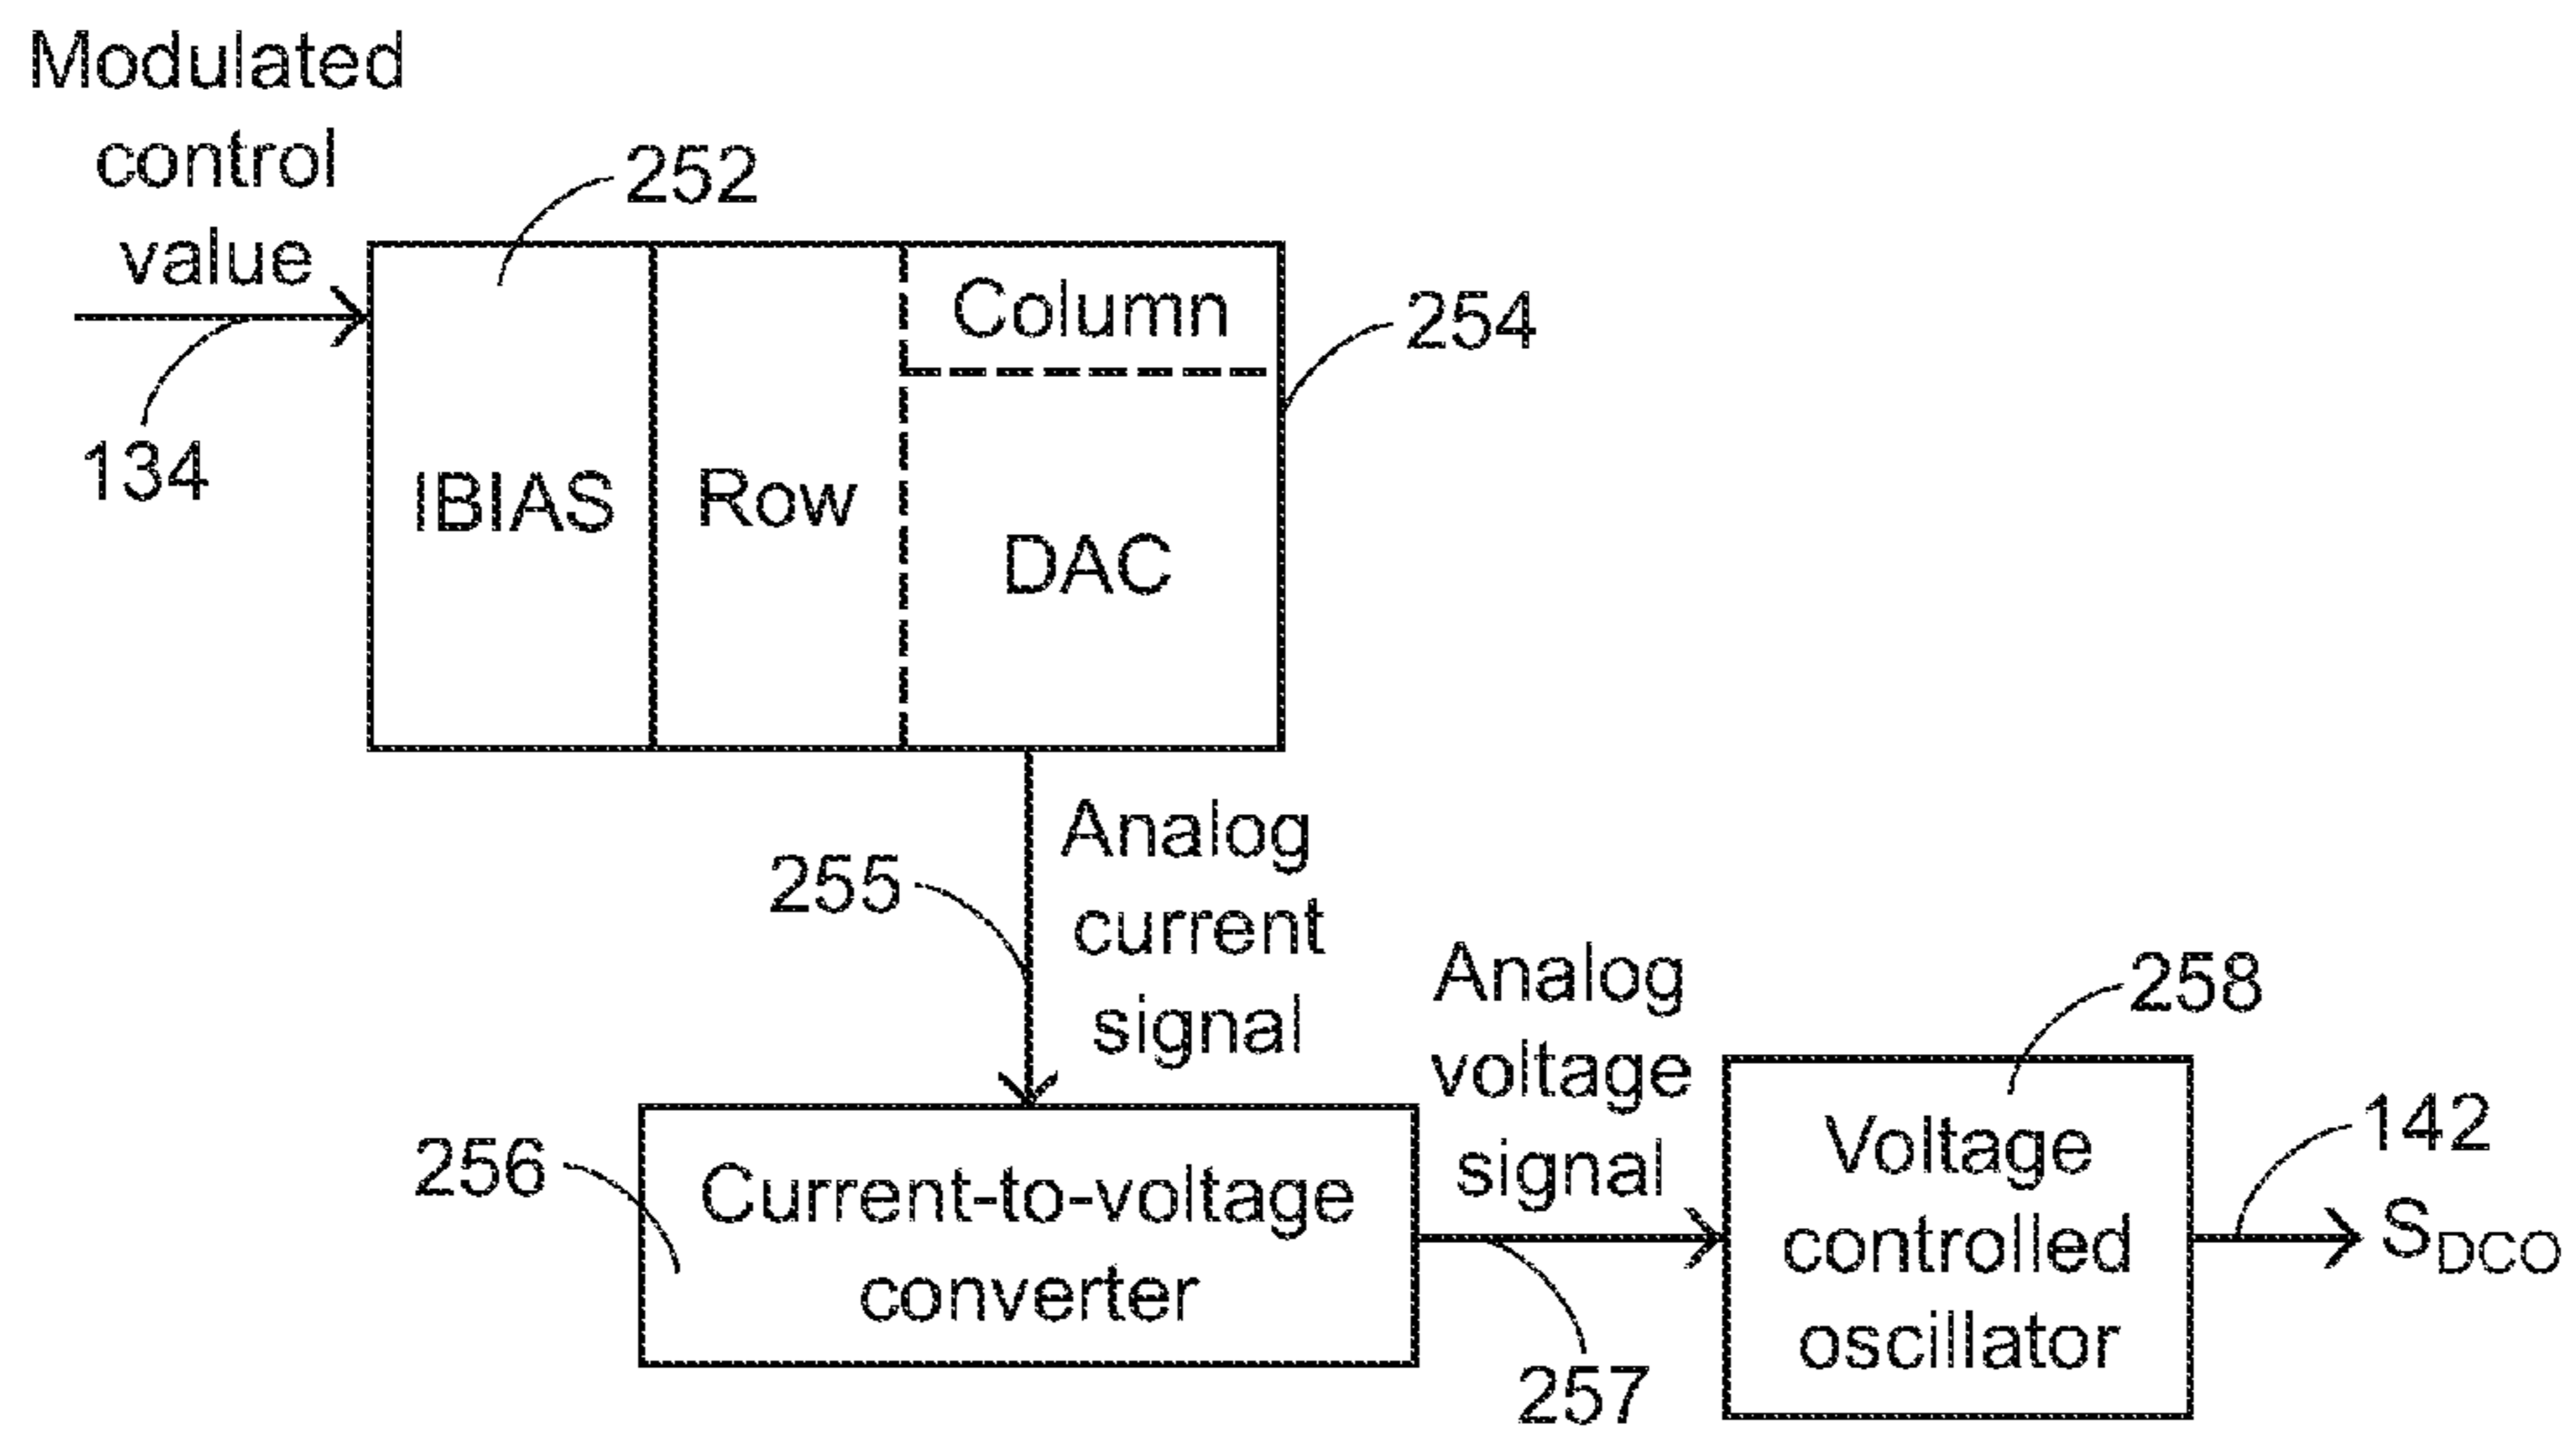 Modulated
control
value
252
134
IBIAS
Row
Column
DAC
254
255
Analog
current
signal
256
Current-to-voltage
converter
Analog
voltage
signal
257
258
Voltage
controlled
oscillator
142
SDCO